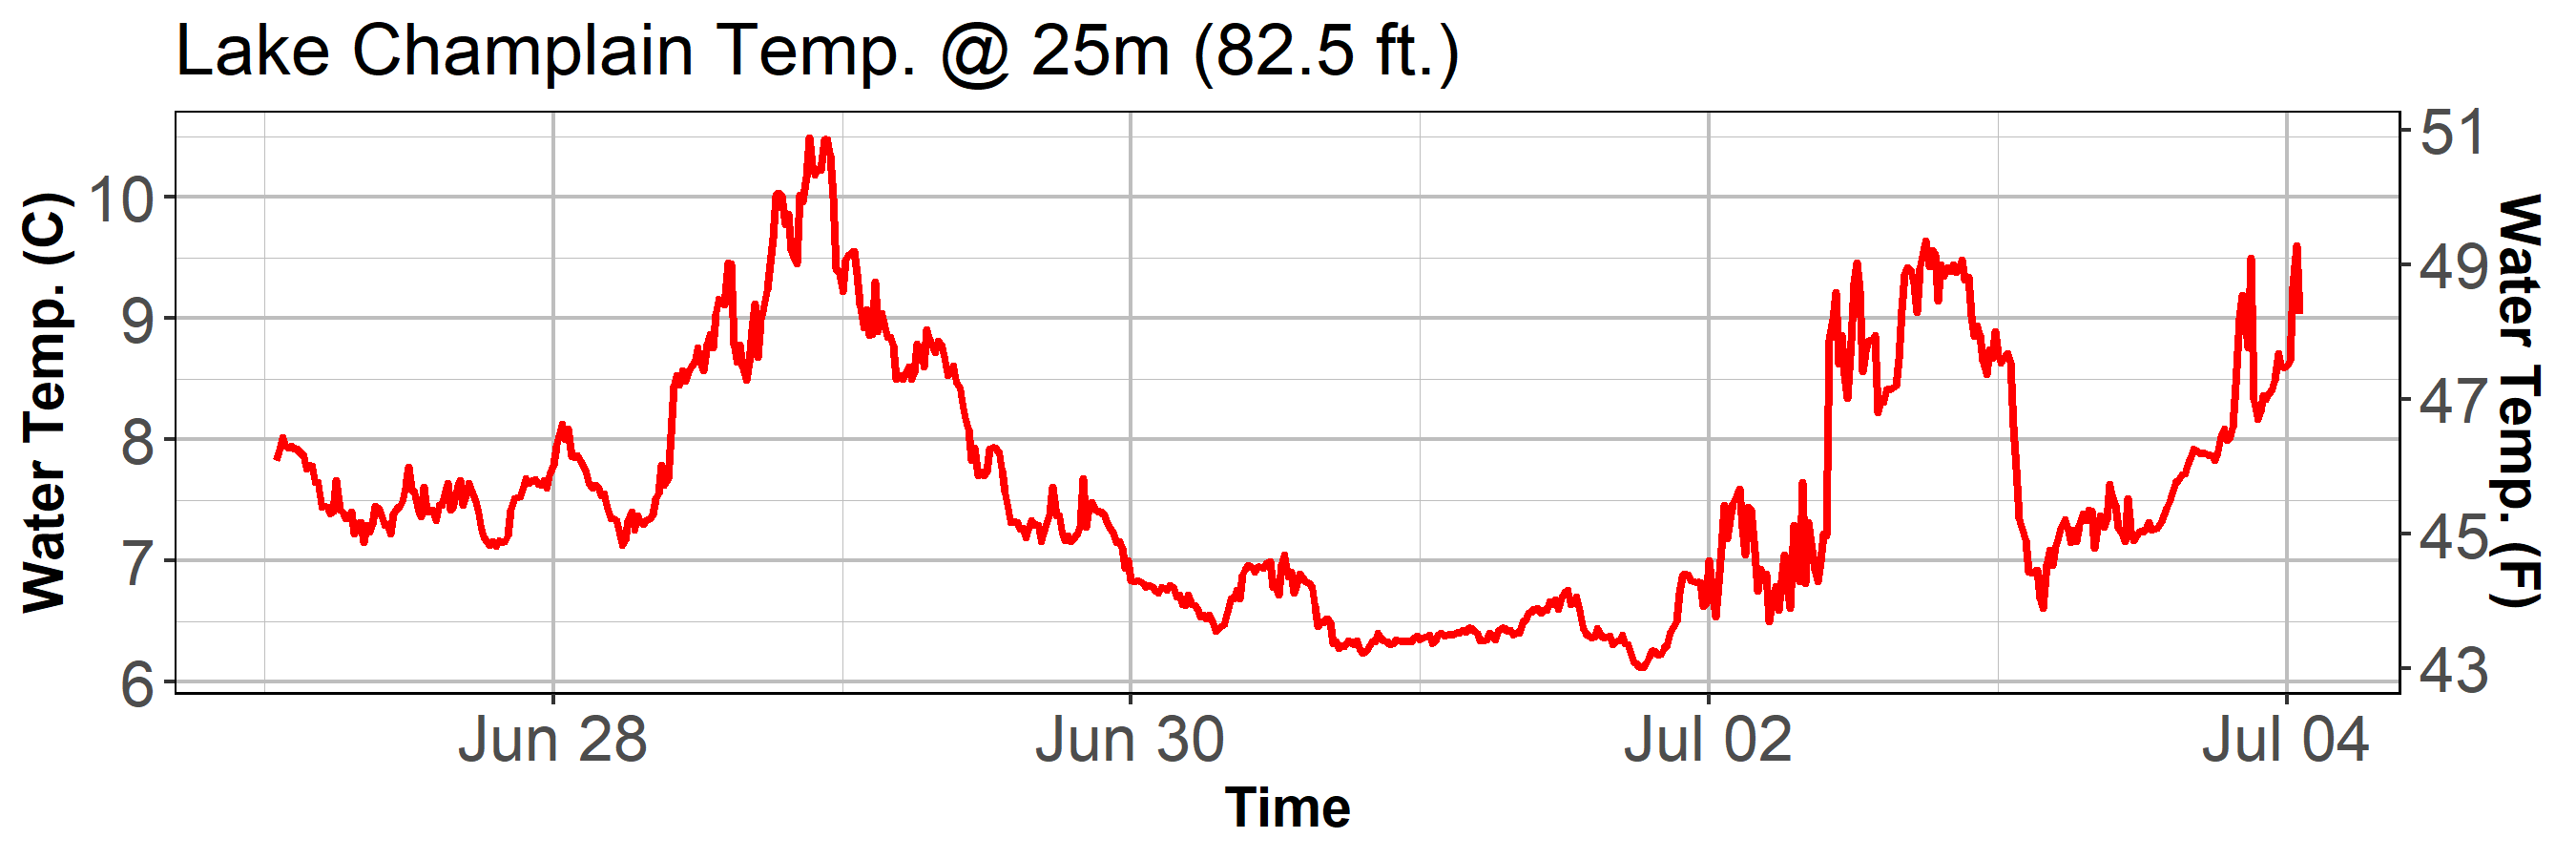 Lake Champlain Temp. @ 25m (82.5 ft.)
Water Temp. (C)
10
9
8
7
6
51
49
47
45
43
Water Temp. (F)
Jun 28
Jun 30
Jul 02
Jul 04
Time